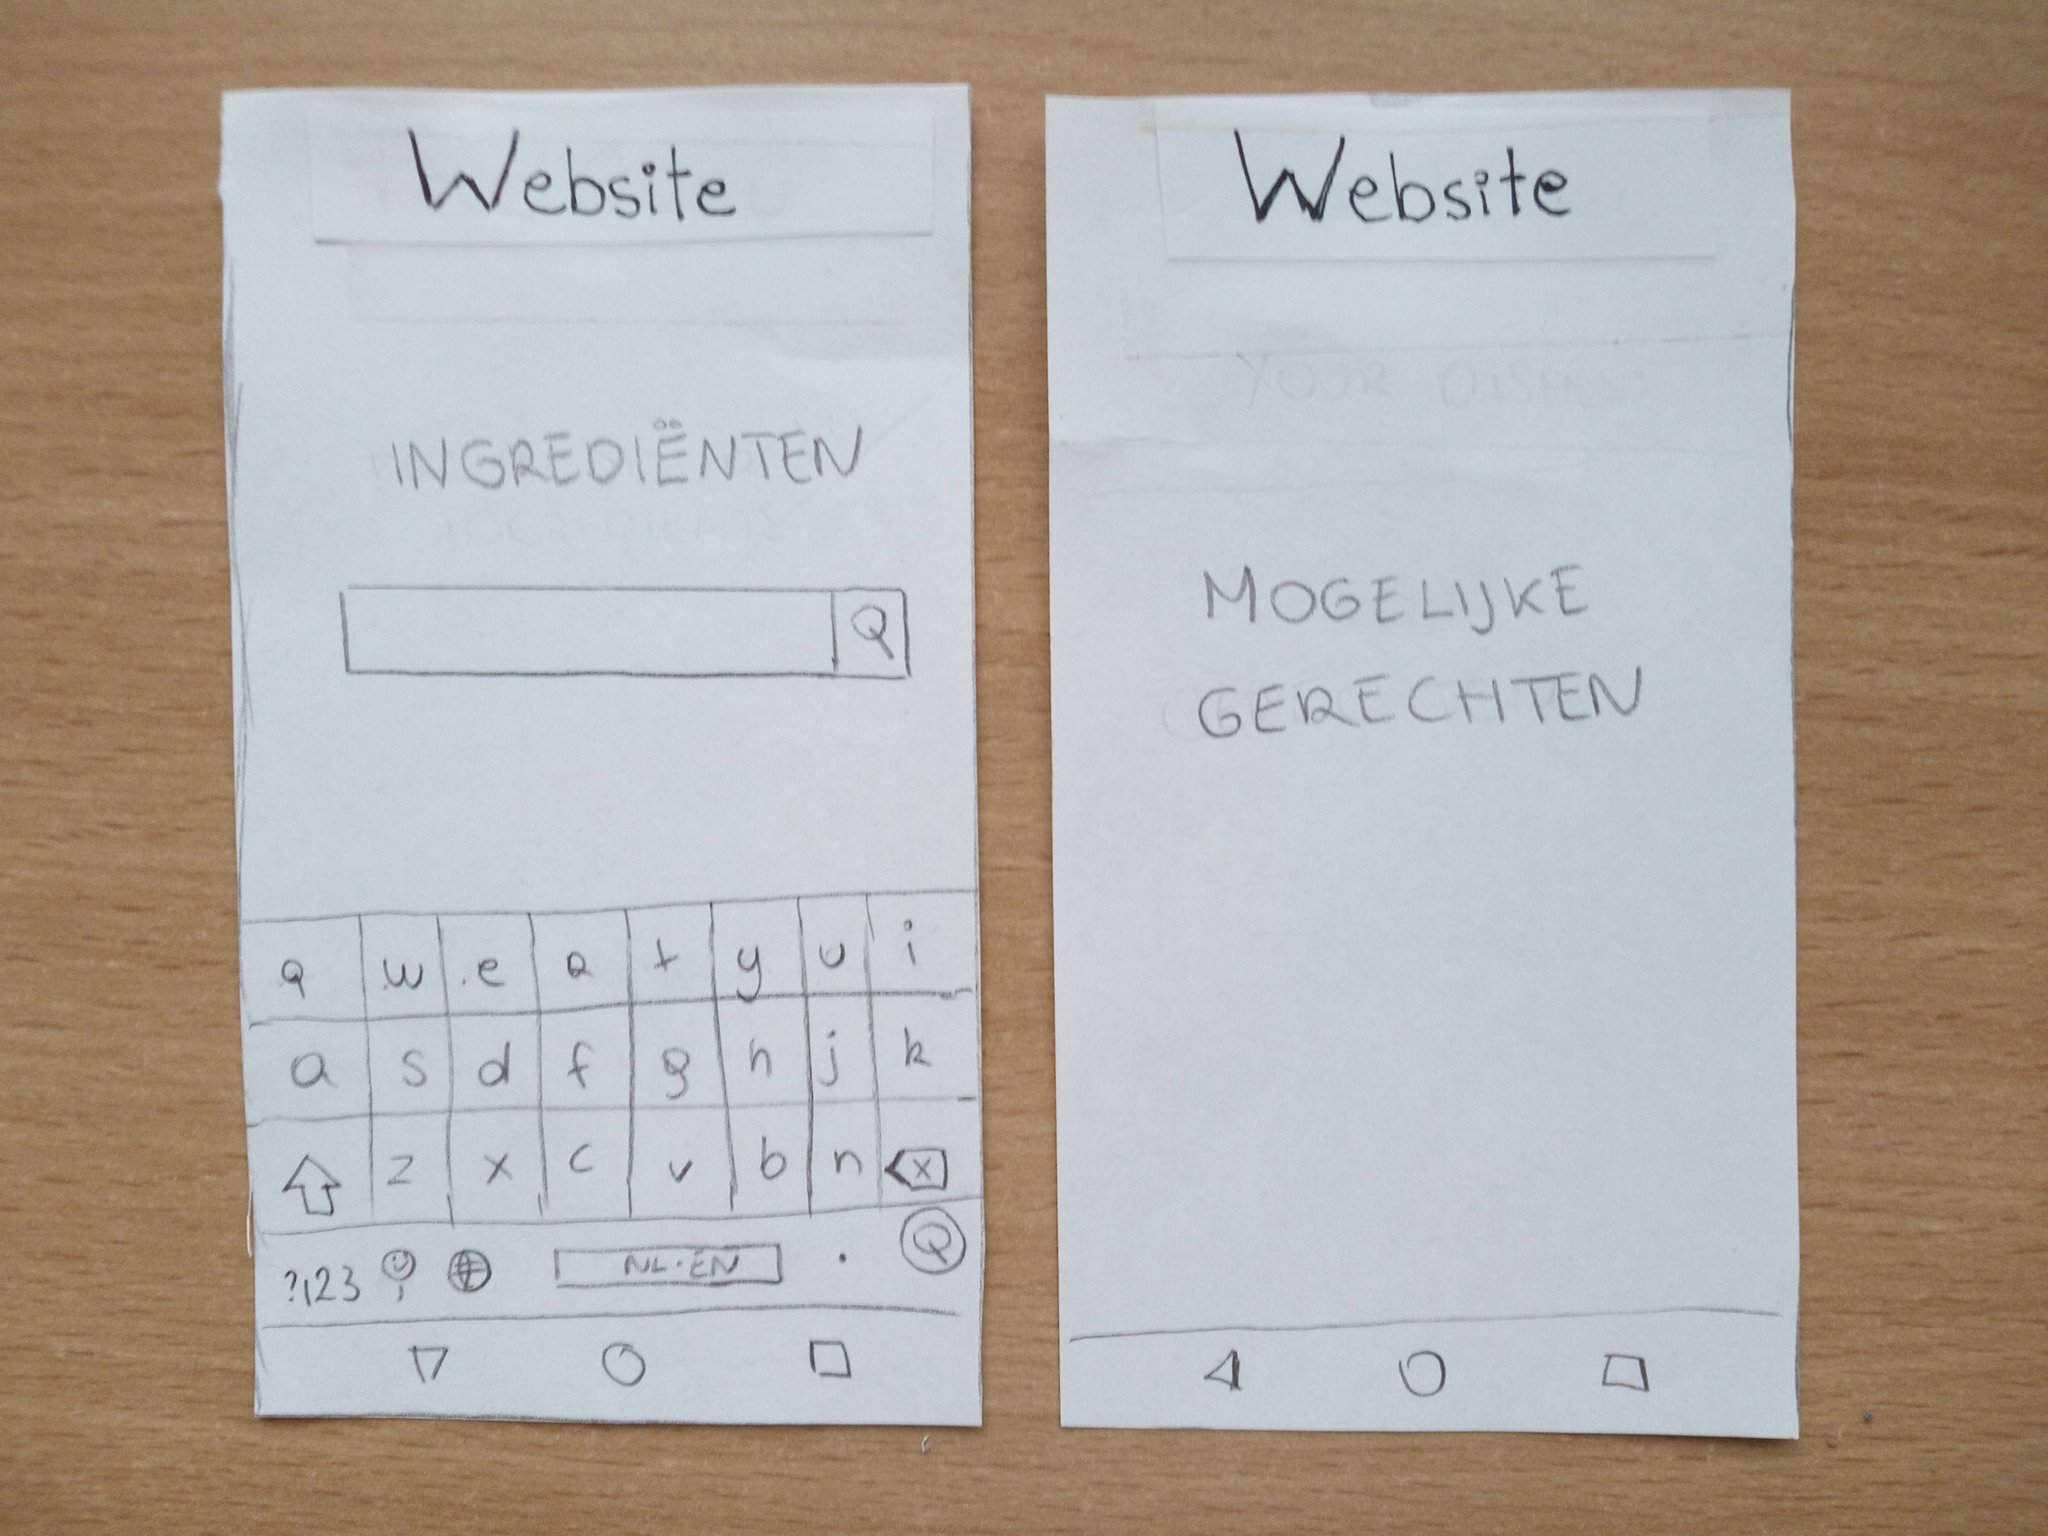 Website
INGREDIËNTEN
q w e r t y u i
a s d f g h j k
z x c v b n x
?123 NL·EN .
Website
MOGELIJKE
GERECHTEN